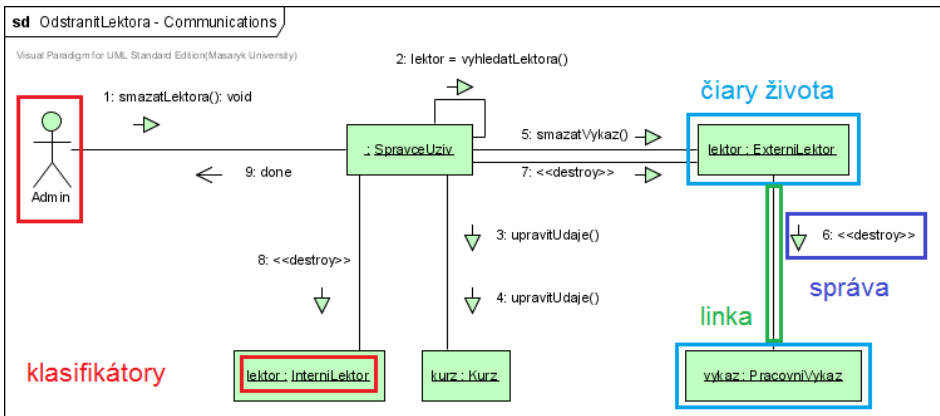 sd OdstranitLektora - Communications
Visual Paradigm for UML Standard Edition(Masaryk University)
2: lektor = vyhledatLektora()
1: smazatLektora(): void
čiary života
5: smazatVykaz()
: SpravceUziv
lektor : ExterniLektor
9: done
7: <<destroy>>
Admin
3: upravitUdaje()
6: <<destroy>>
8: <<destroy>>
správa
4: upravitUdaje()
linka
klasifikátory
lektor : InterniLektor
kurz : Kurz
vykaz : PracovniVykaz